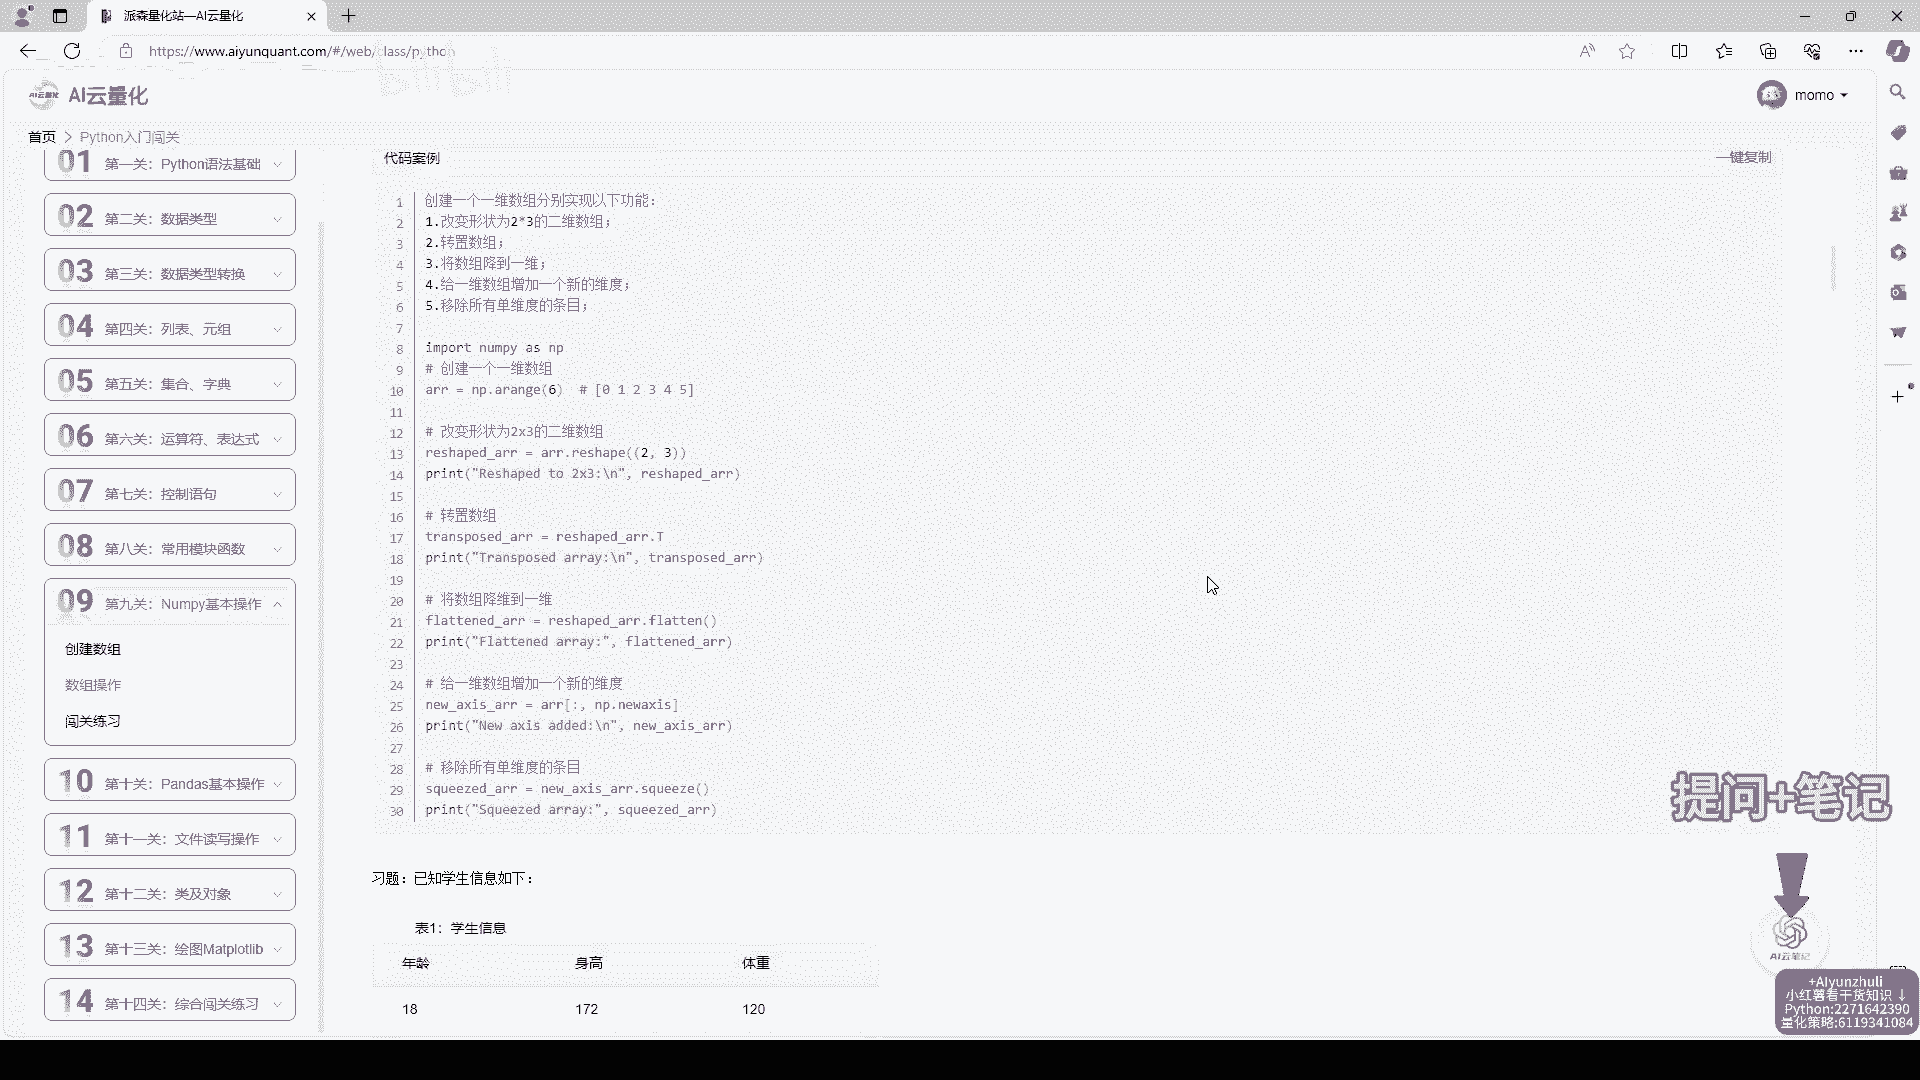 派森量化站—AI云量化
https://www.aiyunquant.com/#/web/class/python
bilibili
AI云量化
AI云量化
momo
首页 > Python入门闯关
01 第一关：Python语法基础
02 第二关：数据类型
03 第三关：数据类型转换
04 第四关：列表、元组
05 第五关：集合、字典
06 第六关：运算符、表达式
07 第七关：控制语句
08 第八关：常用模块函数
09 第九关：Numpy基本操作
创建数组
数组操作
闯关练习
10 第十关：Pandas基本操作
11 第十一关：文件读写操作
12 第十二关：类及对象
13 第十三关：绘图Matplotlib
14 第十四关：综合闯关练习
代码案例
一键复制
1 创建一个一维数组分别实现以下功能：
2 1.改变形状为2*3的二维数组；
3 2.转置数组；
4 3.将数组降到一维；
5 4.给一维数组增加一个新的维度；
6 5.移除所有单维度的条目；
7
8 import numpy as np
9 # 创建一个一维数组
10 arr = np.arange(6)  # [0 1 2 3 4 5]
11
12 # 改变形状为2x3的二维数组
13 reshaped_arr = arr.reshape((2, 3))
14 print("Reshaped to 2x3:\n", reshaped_arr)
15
16 # 转置数组
17 transposed_arr = reshaped_arr.T
18 print("Transposed array:\n", transposed_arr)
19
20 # 将数组降维到一维
21 flattened_arr = reshaped_arr.flatten()
22 print("Flattened array:", flattened_arr)
23
24 # 给一维数组增加一个新的维度
25 new_axis_arr = arr[:, np.newaxis]
26 print("New axis added:\n", new_axis_arr)
27
28 # 移除所有单维度的条目
29 squeezed_arr = new_axis_arr.squeeze()
30 print("Squeezed array:", squeezed_arr)
习题：已知学生信息如下：
表1：学生信息
年龄 身高 体重
18 172 120
提问+笔记
AI云笔记
+AIyunzhuli
小红薯看干货知识 ↓
Python:2271642390
量化策略:6119341084